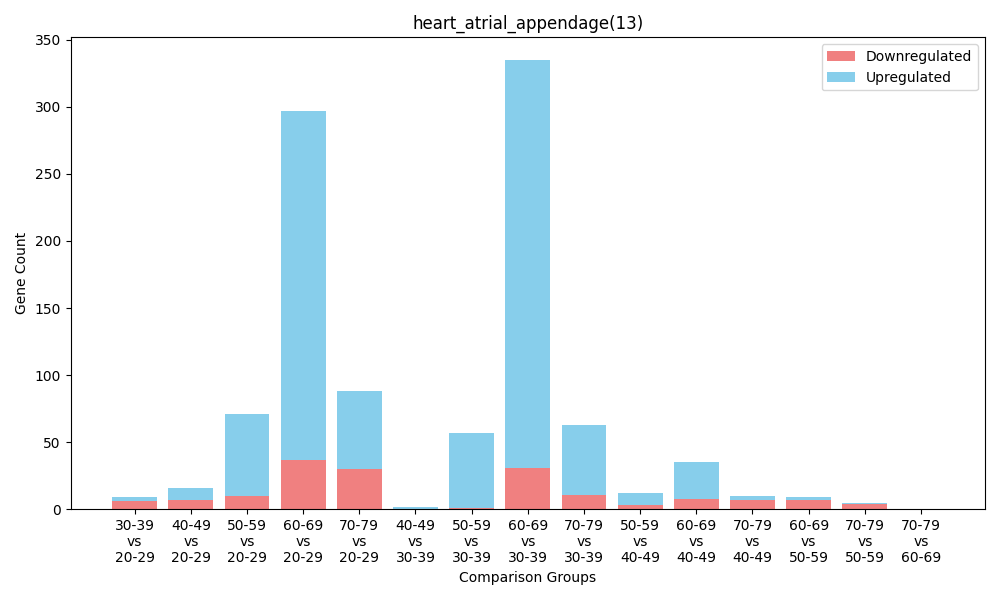 heart_atrial_appendage(13)
Downregulated
Upregulated
Gene Count
350
300
250
200
150
100
50
0
30-39 40-49 50-59 60-69 70-79 40-49 50-59 60-69 70-79 50-59 60-69 70-79 60-69 70-79 70-79
vs vs vs vs vs vs vs vs vs vs vs vs vs vs vs
20-29 20-29 20-29 20-29 20-29 30-39 30-39 30-39 30-39 40-49 40-49 40-49 50-59 50-59 60-69
Comparison Groups